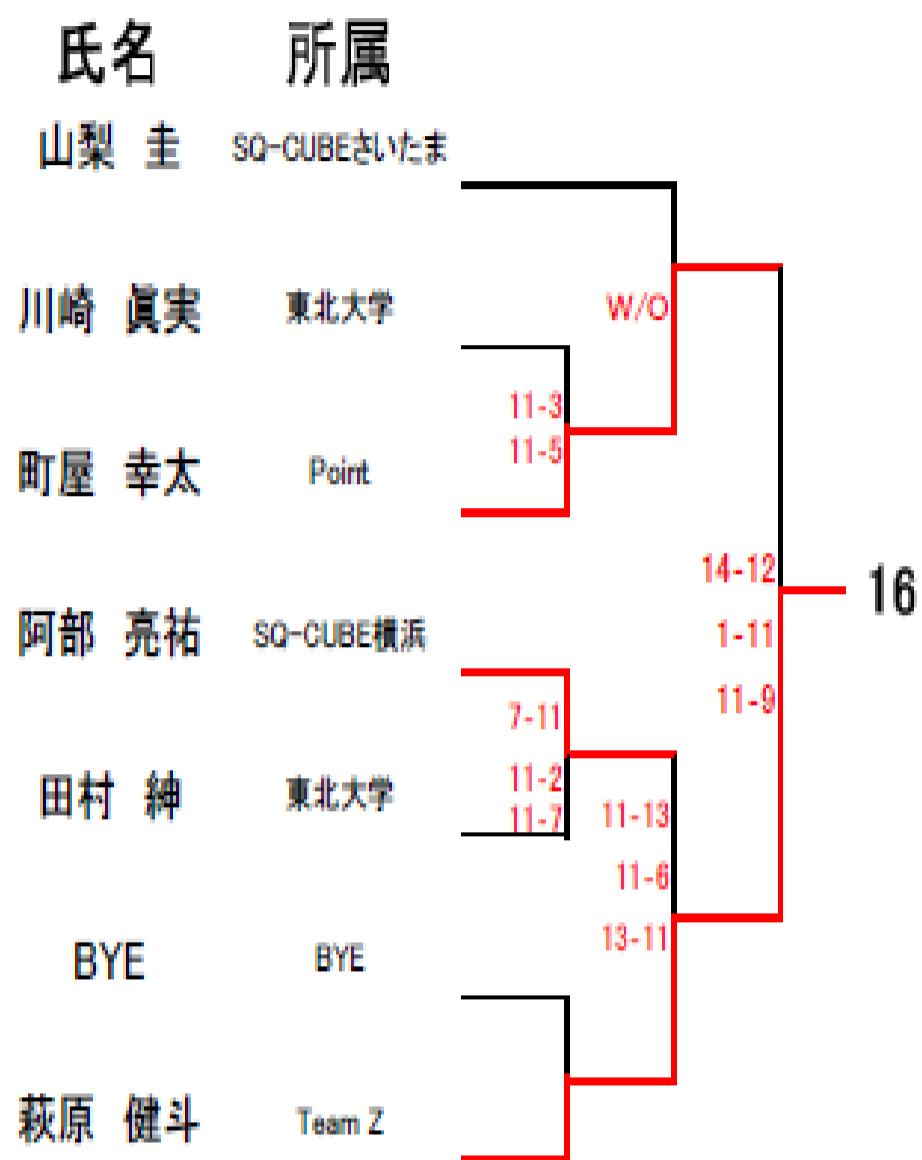 氏名 所属
山梨 圭 SQ-CUBEさいたま
川崎 眞実 東北大学
W/O
11-3
11-5
町屋 幸太 Point
14-12
1-11
11-9
16
阿部 亮祐 SQ-CUBE横浜
7-11
11-2
11-7
田村 紳 東北大学
11-13
11-6
13-11
BYE BYE
萩原 健斗 Team Z